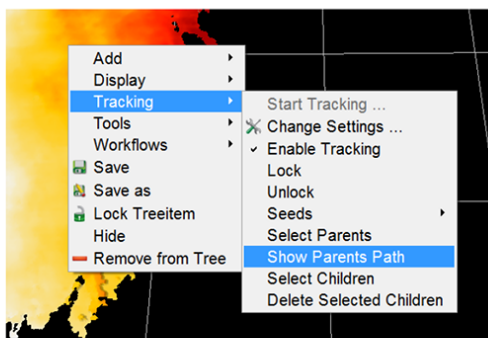 Add
Display
Tracking
Tools
Workflows
Save
Save as
Lock Treeitem
Hide
Remove from Tree
Start Tracking ...
Change Settings ...
Enable Tracking
Lock
Unlock
Seeds
Select Parents
Show Parents Path
Select Children
Delete Selected Children